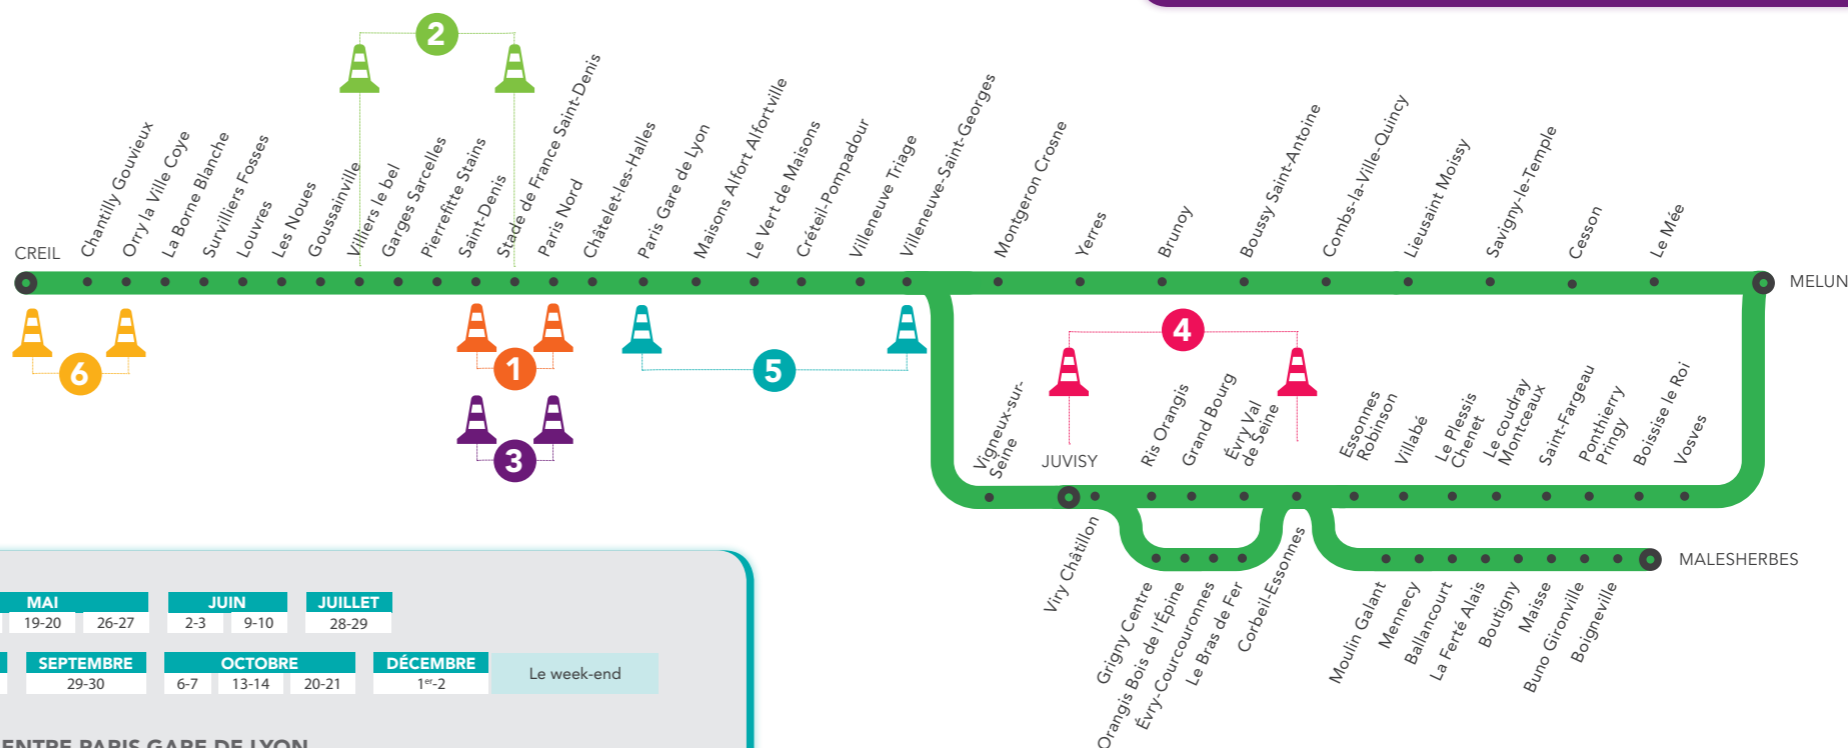 2
CREIL
Chantilly Gouvieux
Orry la Ville Coye
La Borne Blanche
Survilliers Fosses
Louvres
Les Noues
Goussainville
Villiers le bel
Garges Sarcelles
Pierrefitte Stains
Saint-Denis
Stade de France Saint-Denis
Paris Nord
Châtelet-les-Halles
Paris Gare de Lyon
Maisons Alfort Alfortville
Le Vert de Maisons
Créteil-Pompadour
Villeneuve Triage
Villeneuve-Saint-Georges
Montgeron Crosne
Yerres
Brunoy
Boussy Saint-Antoine
Combs-la-Ville-Quincy
Lieusaint Moissy
Savigny-le-Temple
Cesson
Le Mée
MELUN
6
1
5
4
3
Vigneux-sur-
Seine
JUVISY
Ris Orangis
Grand Bourg
Évry Val
de Seine
Essonnes
Robinson
Villabé
Le Plessis
Chenet
Le coudray
Montceaux
Saint-Fargeau
Ponthierry
Pringy
Boissise le Roi
Vosves
Viry Châtillon
Grigny Centre
Orangis Bois de l'Épine
Évry-Courcouronnes
Le Bras de Fer
Corbeil-Essonnes
Moulin Galant
Mennecy
Ballancourt
La Ferté Alais
Boutigny
Maisse
Buno Gironville
Boigneville
MALESHERBES
MAI JUIN JUILLET
19-20 26-27 2-3 9-10 28-29
SEPTEMBRE OCTOBRE DÉCEMBRE
29-30 6-7 13-14 20-21 1er-2
Le week-end
ENTRE PARIS GARE DE LYON